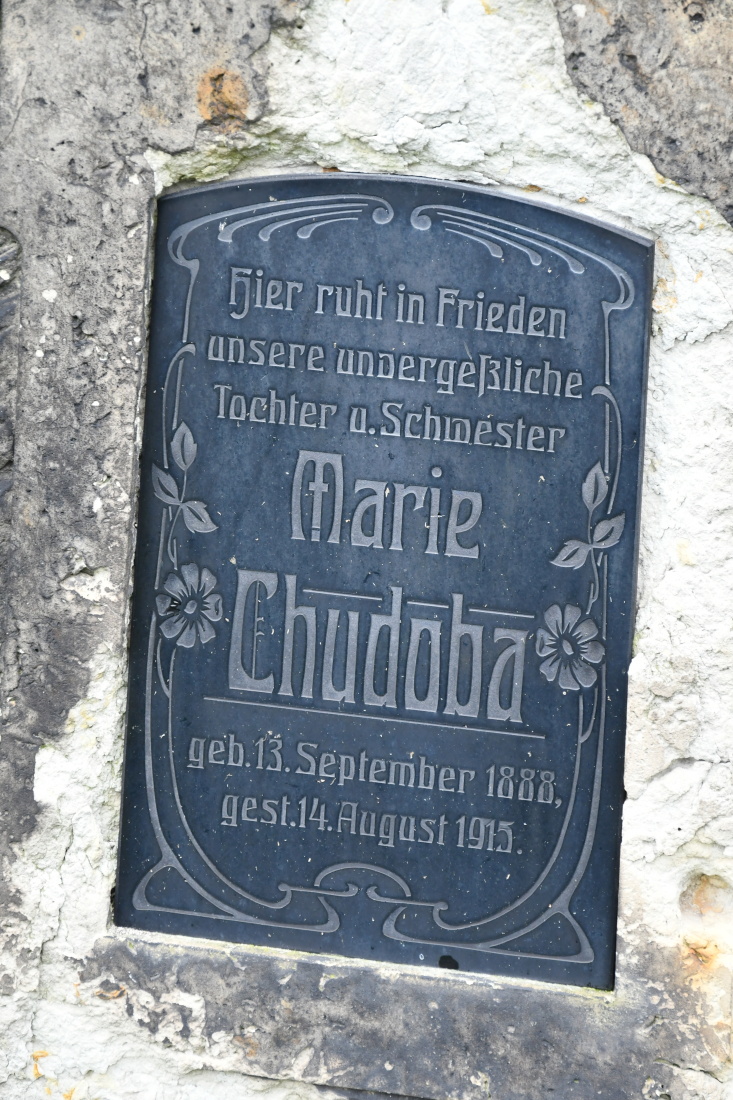 Hier ruht in Frieden
unsere unvergeßliche
Tochter u. Schwester
Marie
Chudoba
geb. 13. September 1888,
gest. 14. August 1915.